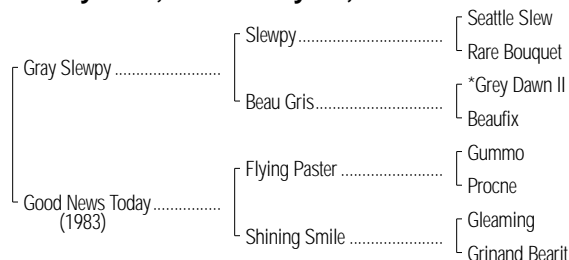 Seattle Slew
Slewpy
Rare Bouquet
Gray Slewpy
*Grey Dawn II
Beau Gris
Beaufix
Gummo
Flying Paster
Procne
Good News Today
(1983)
Gleaming
Shining Smile
Grinand Bearit